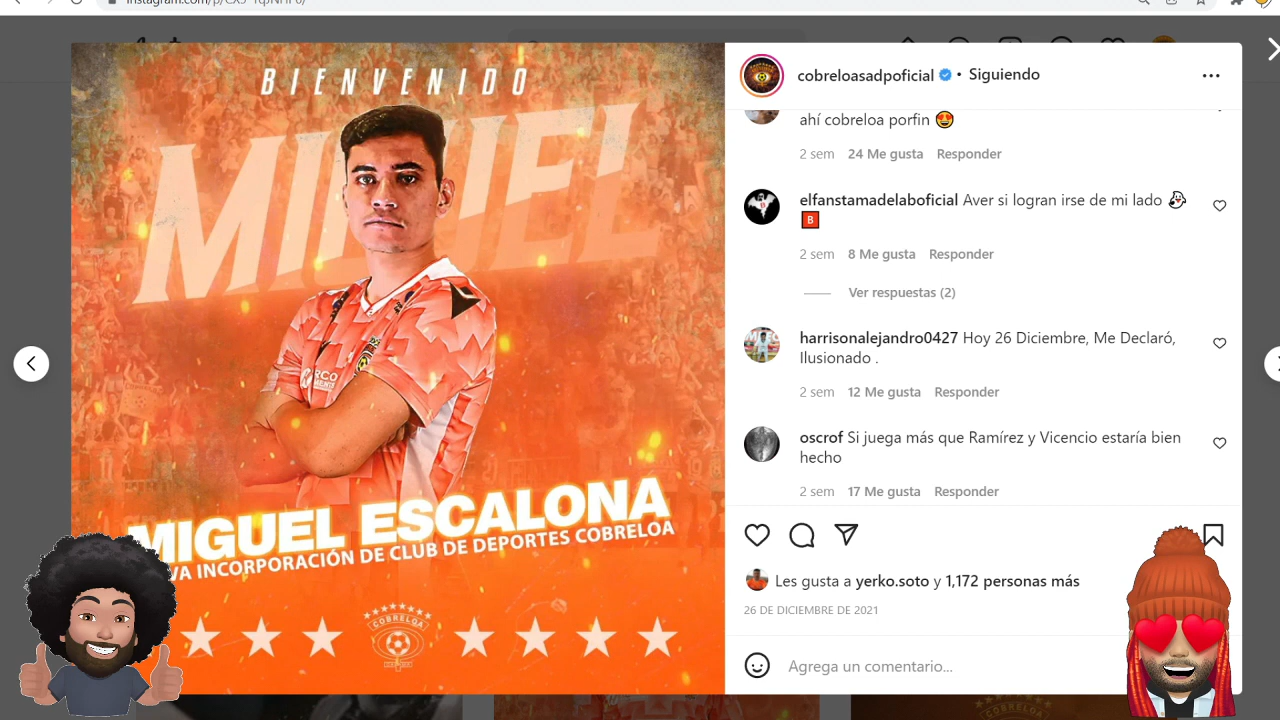 BIENVENIDO
MIGUEL
MIGUEL ESCALONA
INCORPORACIÓN DE CLUB DE DEPORTES COBRELOA
COBRELOA
cobreloasadpoficial • Siguiendo
ahí cobreloa porfin 😍
2 sem 24 Me gusta Responder
elfanstamadelaboficial Aver si logran irse de mi lado 👻
B
2 sem 8 Me gusta Responder
Ver respuestas (2)
harrisonalejandro0427 Hoy 26 Diciembre, Me Declaró,
Ilusionado .
2 sem 12 Me gusta Responder
oscrof Si juega más que Ramírez y Vicencio estaría bien
hecho
2 sem 17 Me gusta Responder
Les gusta a yerko.soto y 1,172 personas más
26 DE DICIEMBRE DE 2021
Agrega un comentario...